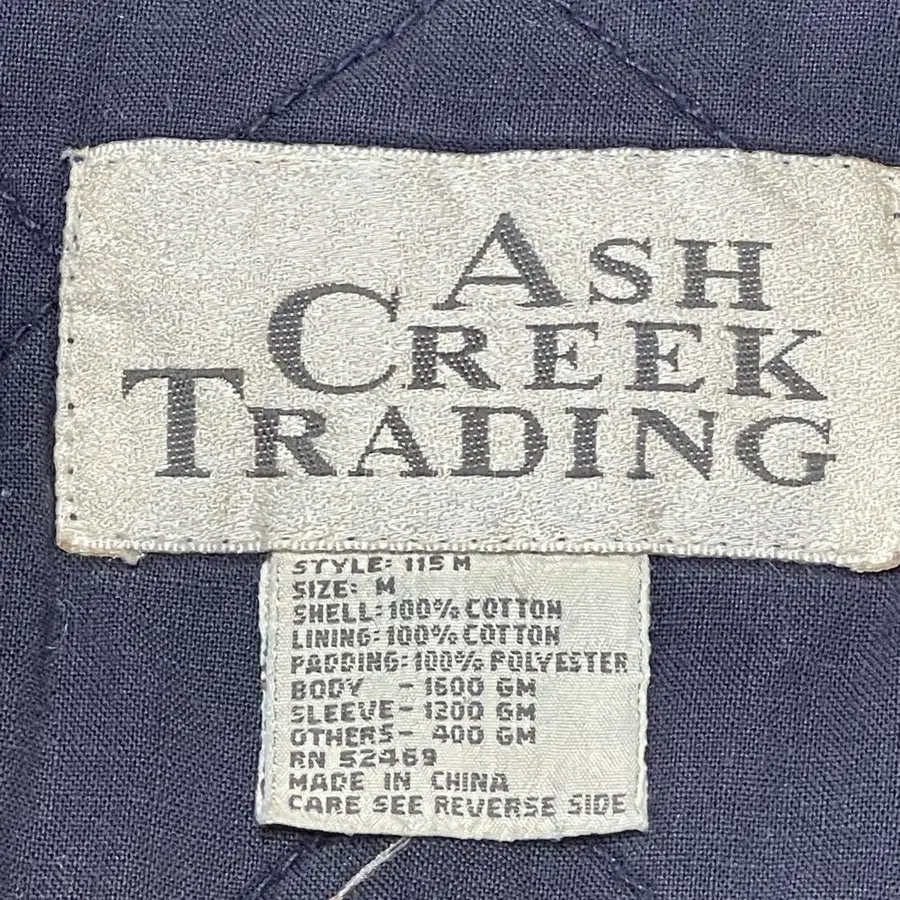 ASH
CREEK
TRADING
STYLE: 115 M
SIZE: M
SHELL: 100% COTTON
LINING: 100% COTTON
PADDING: 100% POLYESTER
BODY - 1600 GM
SLEEVE - 1200 GM
OTHERS - 400 GM
RN 52469
MADE IN CHINA
CARE SEE REVERSE SIDE